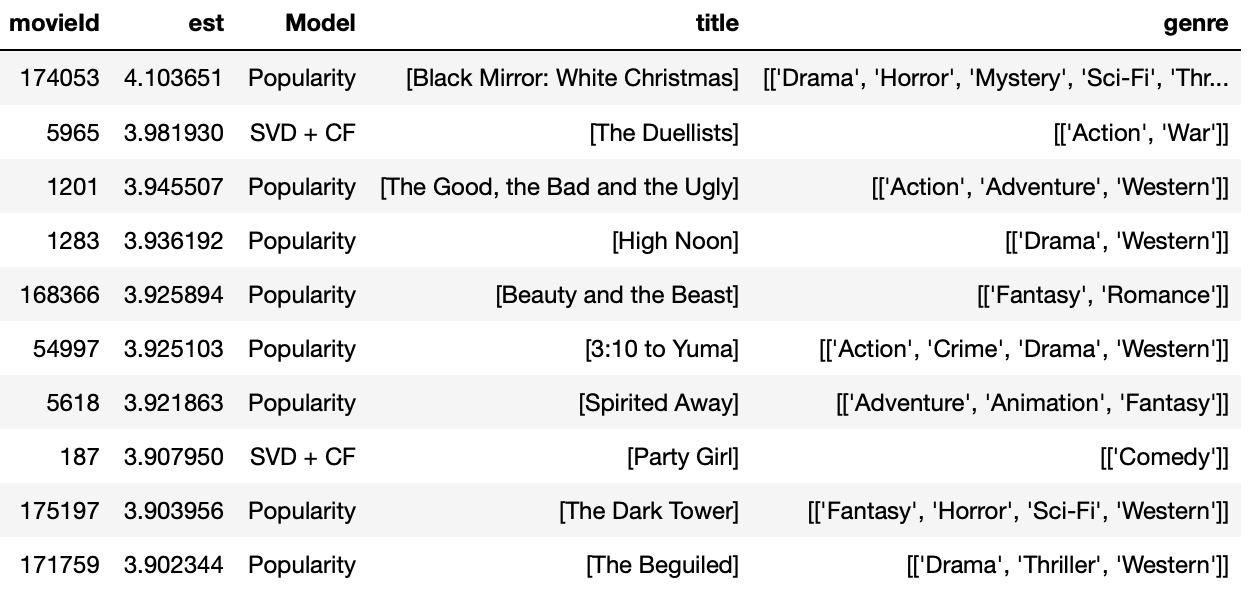 movieId est Model title genre
174053 4.103651 Popularity [Black Mirror: White Christmas] [['Drama', 'Horror', 'Mystery', 'Sci-Fi', 'Thr...
5965 3.981930 SVD + CF [The Duellists] [['Action', 'War']]
1201 3.945507 Popularity [The Good, the Bad and the Ugly] [['Action', 'Adventure', 'Western']]
1283 3.936192 Popularity [High Noon] [['Drama', 'Western']]
168366 3.925894 Popularity [Beauty and the Beast] [['Fantasy', 'Romance']]
54997 3.925103 Popularity [3:10 to Yuma] [['Action', 'Crime', 'Drama', 'Western']]
5618 3.921863 Popularity [Spirited Away] [['Adventure', 'Animation', 'Fantasy']]
187 3.907950 SVD + CF [Party Girl] [['Comedy']]
175197 3.903956 Popularity [The Dark Tower] [['Fantasy', 'Horror', 'Sci-Fi', 'Western']]
171759 3.902344 Popularity [The Beguiled] [['Drama', 'Thriller', 'Western']]